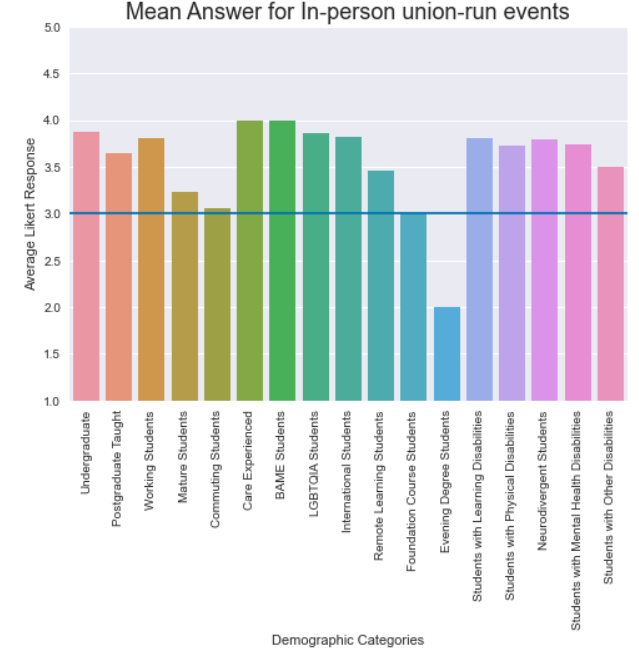 Mean Answer for In-person union-run events
5.0
4.5
4.0
3.5
3.0
2.5
2.0
1.5
1.0
Average Likert Response
Undergraduate
Postgraduate Taught
Working Students
Mature Students
Commuting Students
Care Experienced
BAME Students
LGBTQIA Students
International Students
Remote Learning Students
Foundation Course Students
Evening Degree Students
Students with Learning Disabilities
Students with Physical Disabilities
Neurodivergent Students
Students with Mental Health Disabilities
Students with Other Disabilities
Demographic Categories